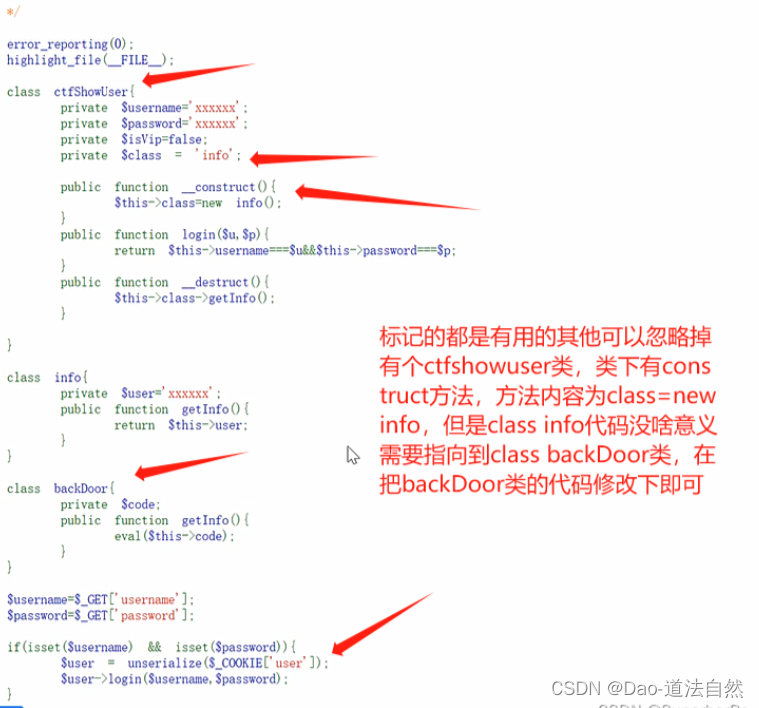 */
error_reporting(0);
highlight_file(__FILE__);
class ctfShowUser{
private $username='xxxxxx';
private $password='xxxxxx';
private $isVip=false;
private $class = 'info';
public function __construct(){
$this->class=new info();
}
public function login($u,$p){
return $this->username===$u&&$this->password===$p;
}
public function __destruct(){
$this->class->getInfo();
}
}
class info{
private $user='xxxxxx';
public function getInfo(){
return $this->user;
}
}
class backDoor{
private $code;
public function getInfo(){
eval($this->code);
}
}
$username=$_GET['username'];
$password=$_GET['password'];
if(isset($username) && isset($password)){
$user = unserialize($_COOKIE['user']);
$user->login($username,$password);
}
标记的都是有用的其他可以忽略掉
有个ctfshowuser类，类下有cons
truct方法，方法内容为class=new
info，但是class info代码没啥意义
需要指向到class backDoor类，在
把backDoor类的代码修改下即可
CSDN @Dao-道法自然